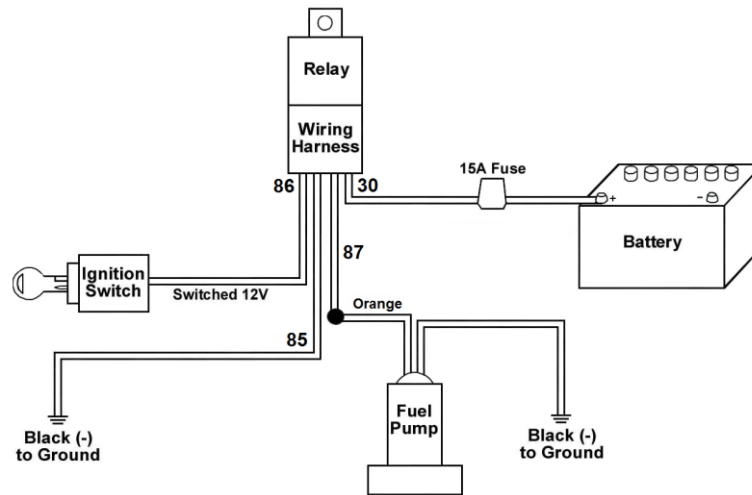 Relay
Wiring
Harness
86
30
15A Fuse
+
-
Battery
87
Ignition
Switch
Switched 12V
Orange
85
Fuel
Pump
Black (-)
to Ground
Black (-)
to Ground